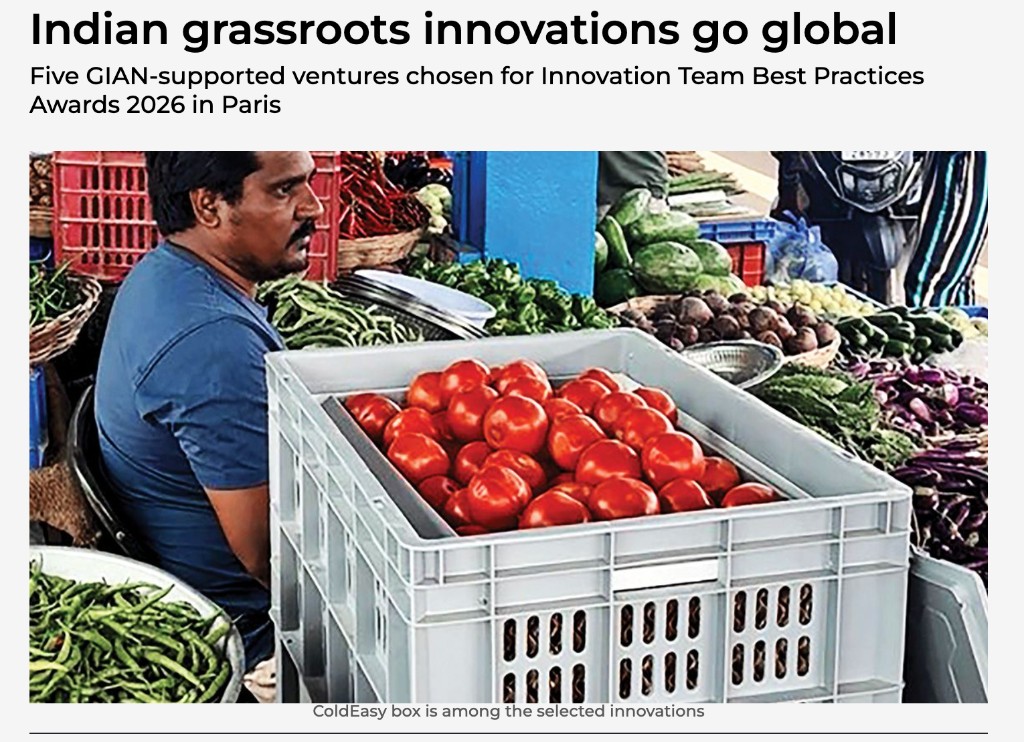 Indian grassroots innovations go global
Five GIAN-supported ventures chosen for Innovation Team Best Practices
Awards 2026 in Paris
ColdEasy box is among the selected innovations